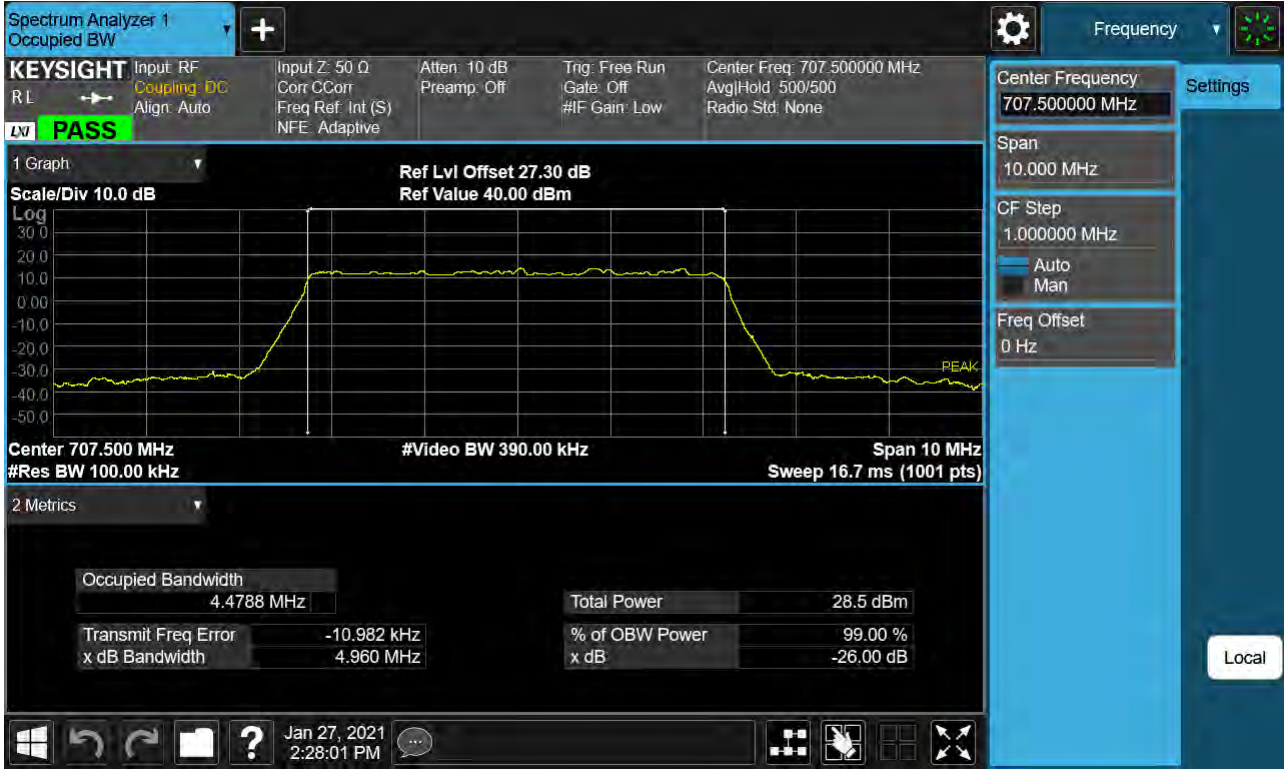 Spectrum Analyzer 1
Occupied BW
+
Frequency
KEYSIGHT
RL
LXI
PASS
Input: RF
Coupling: DC
Align: Auto
Input Z: 50 Ω
Corr CCorr
Freq Ref: Int (S)
NFE: Adaptive
Atten: 10 dB
Preamp: Off
Trig: Free Run
Gate: Off
#IF Gain: Low
Center Freq: 707.500000 MHz
Avg|Hold: 500/500
Radio Std: None
Center Frequency
707.500000 MHz
Settings
Span
10.000 MHz
CF Step
1.000000 MHz
Auto
Man
Freq Offset
0 Hz
Local
1 Graph
Scale/Div 10.0 dB
Ref Lvl Offset 27.30 dB
Ref Value 40.00 dBm
Log
30.0
20.0
10.0
0.00
-10.0
-20.0
-30.0
-40.0
-50.0
PEAK
Center 707.500 MHz
#Video BW 390.00 kHz
Span 10 MHz
#Res BW 100.00 kHz
Sweep 16.7 ms (1001 pts)
2 Metrics
Occupied Bandwidth
4.4788 MHz
Total Power 28.5 dBm
Transmit Freq Error -10.982 kHz
% of OBW Power 99.00 %
x dB Bandwidth 4.960 MHz
x dB -26.00 dB
?
Jan 27, 2021
2:28:01 PM